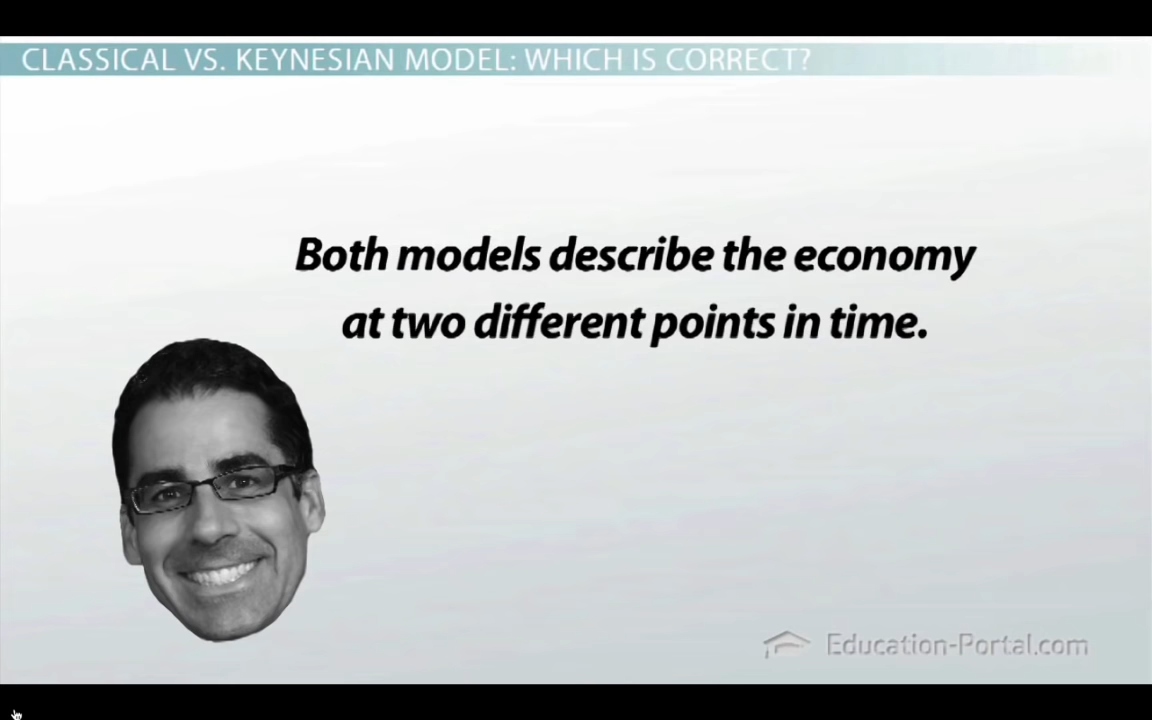 CLASSICAL VS. KEYNESIAN MODEL: WHICH IS CORRECT?
Both models describe the economy
at two different points in time.
Education-Portal.com